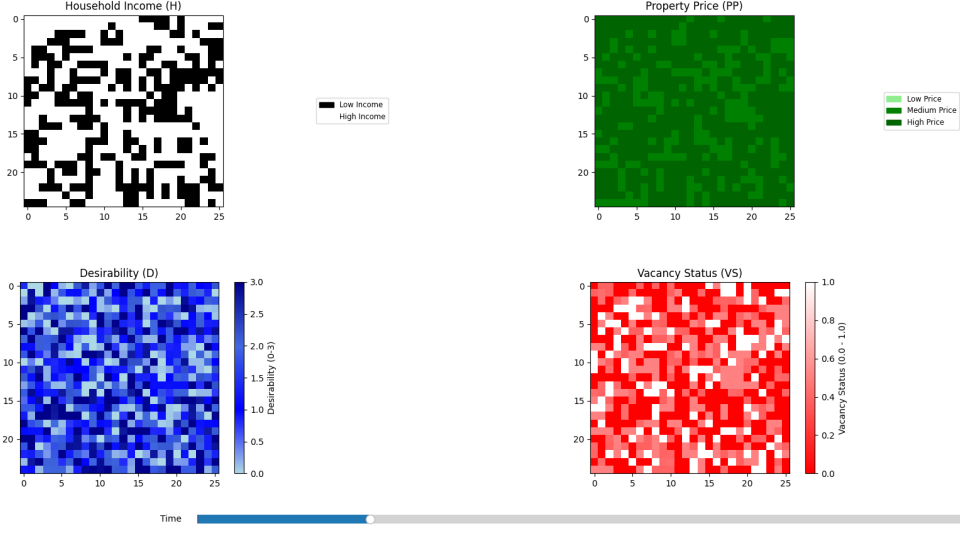 Household Income (H)
0
5
10
15
20
0 5 10 15 20 25
Low Income
High Income
Property Price (PP)
0
5
10
15
20
0 5 10 15 20 25
Low Price
Medium Price
High Price
Desirability (D)
0
5
10
15
20
0 5 10 15 20 25
3.0
2.5
2.0
1.5
1.0
0.5
0.0
Desirability (0-3)
Vacancy Status (VS)
0
5
10
15
20
0 5 10 15 20 25
1.0
0.8
0.6
0.4
0.2
0.0
Vacancy Status (0.0 - 1.0)
Time